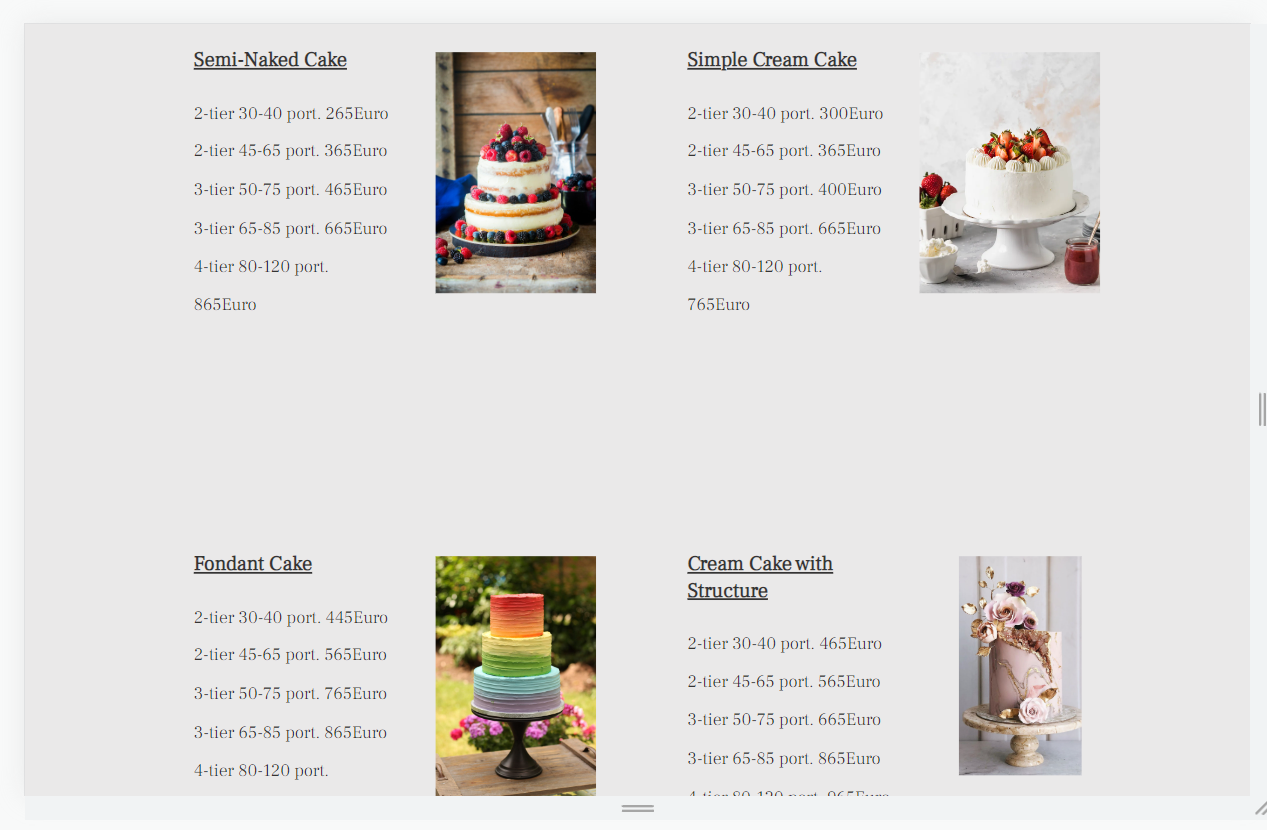 Semi-Naked Cake
2-tier 30-40 port. 265Euro
2-tier 45-65 port. 365Euro
3-tier 50-75 port. 465Euro
3-tier 65-85 port. 665Euro
4-tier 80-120 port.
865Euro
Simple Cream Cake
2-tier 30-40 port. 300Euro
2-tier 45-65 port. 365Euro
3-tier 50-75 port. 400Euro
3-tier 65-85 port. 665Euro
4-tier 80-120 port.
765Euro
Fondant Cake
2-tier 30-40 port. 445Euro
2-tier 45-65 port. 565Euro
3-tier 50-75 port. 765Euro
3-tier 65-85 port. 865Euro
4-tier 80-120 port.
Cream Cake with
Structure
2-tier 30-40 port. 465Euro
2-tier 45-65 port. 565Euro
3-tier 50-75 port. 665Euro
3-tier 65-85 port. 865Euro
4-tier 80-120 port. 965Euro